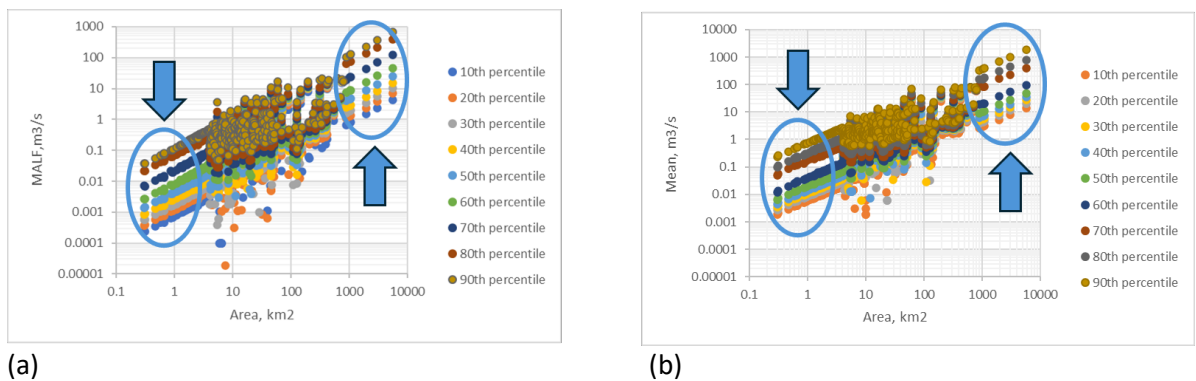 1000
100
10
1
0.1
0.01
0.001
0.0001
0.00001
MALF,m3/s
0.1 1 10 100 1000 10000
Area, km2
10th percentile
20th percentile
30th percentile
40th percentile
50th percentile
60th percentile
70th percentile
80th percentile
90th percentile
(a)
10000
1000
100
10
1
0.1
0.01
0.001
0.0001
0.00001
Mean, m3/s
0.1 1 10 100 1000 10000
Area, km2
10th percentile
20th percentile
30th percentile
40th percentile
50th percentile
60th percentile
70th percentile
80th percentile
90th percentile
(b)